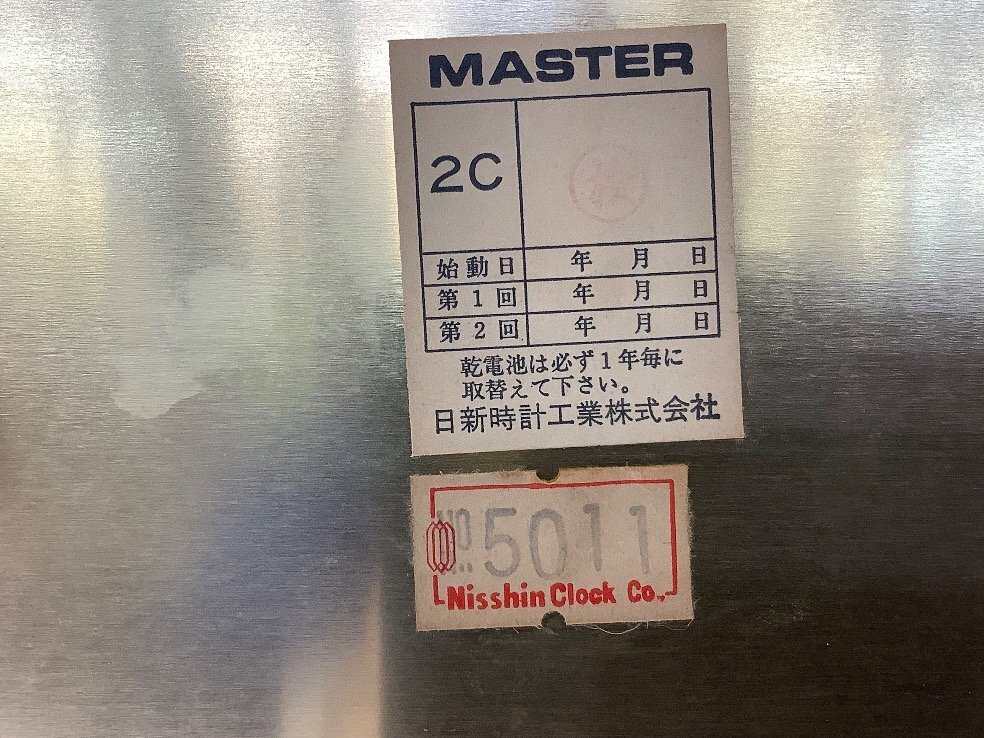 MASTER
2C
始動日 年 月 日
第1回 年 月 日
第2回 年 月 日
乾電池は必ず1年毎に
取替えて下さい。
日新時計工業株式会社
No. 5011
Nisshin Clock Co.,